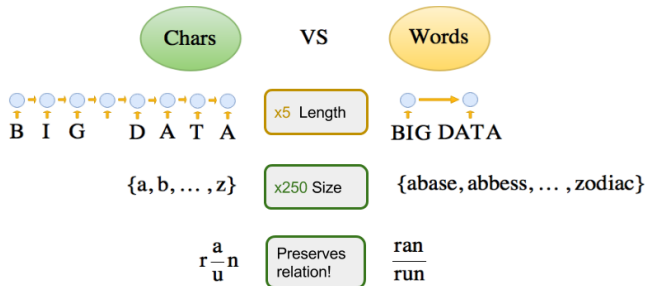 Chars VS Words
x5 Length
B I G D A T A
BIG DATA
{a, b, ... , z} x250 Size {abase, abbess, ... , zodiac}
r a/u n
Preserves relation!
ran
run